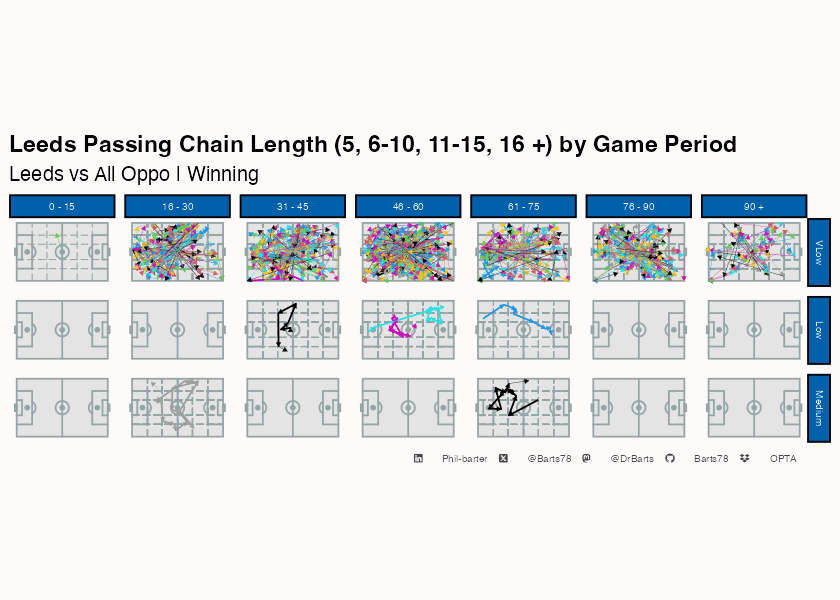 Leeds Passing Chain Length (5, 6-10, 11-15, 16 +) by Game Period
Leeds vs All Oppo | Winning
0 - 15
16 - 30
31 - 45
46 - 60
61 - 75
76 - 90
90 +
VLow
Low
Medium
Phil-barter @Barts78 @DrBarts Barts78 OPTA